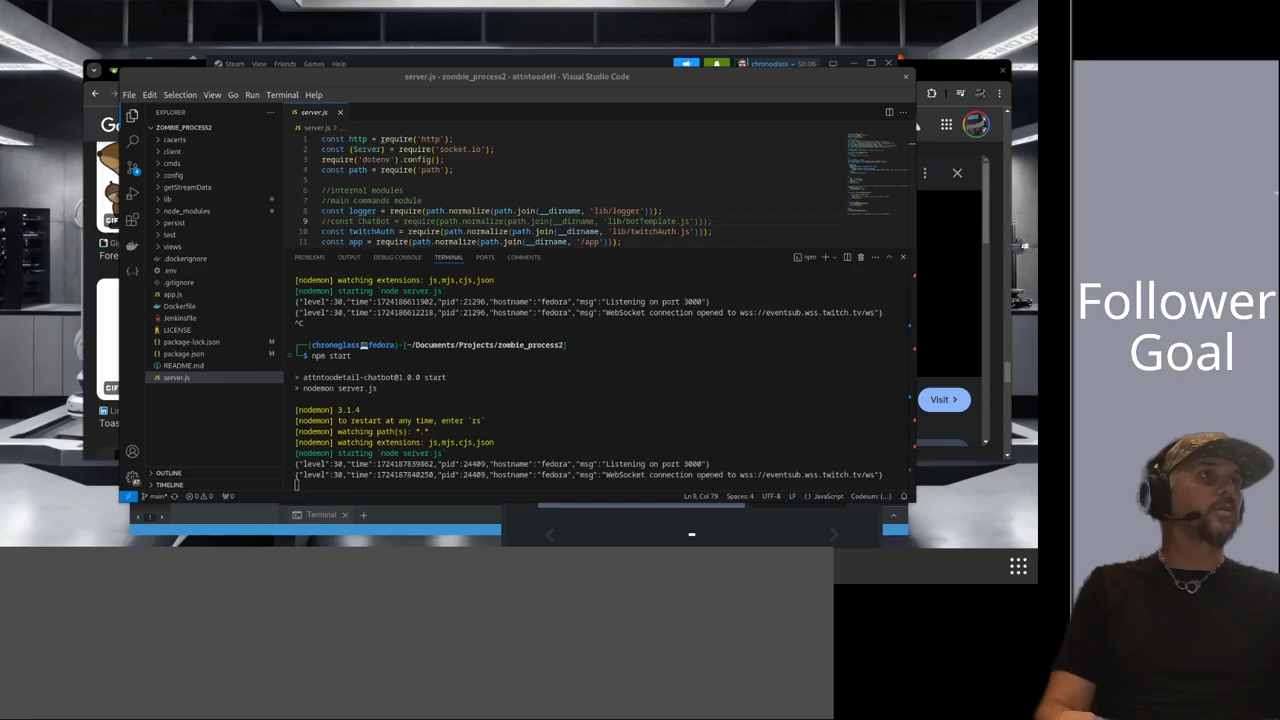 Steam View Friends Games Help chronoglass $0.06
server.js - zombie_process2 - attntoodetl - Visual Studio Code
File Edit Selection View Go Run Terminal Help
EXPLORER
ZOMBIE_PROCESS2
cacerts
client
cmds
config
getStreamData
lib
node_modules
persist
test
views
.dockerignore
.env
.gitignore
app.js
Dockerfile
Jenkinsfile
LICENSE
package-lock.json M
package.json M
README.md
server.js
OUTLINE
TIMELINE
server.js
server.js > ...
1 const http = require('http');
2 const {Server} = require('socket.io');
3 require('dotenv').config();
4 const path = require('path');
6 //internal modules
7 //main commands module
8 const logger = require(path.normalize(path.join(__dirname, 'lib/logger')));
9 //const ChatBot = require(path.normalize(path.join(__dirname, 'lib/botTemplate.js')));
10 const twitchAuth = require(path.normalize(path.join(__dirname, 'lib/twitchAuth.js')));
11 const app = require(path.normalize(path.join(__dirname, '/app')));
PROBLEMS OUTPUT DEBUG CONSOLE TERMINAL PORTS COMMENTS
npm
[nodemon] watching extensions: js,mjs,cjs,json
[nodemon] starting `node server.js`
{"level":30,"time":1724186611902,"pid":21296,"hostname":"fedora","msg":"Listening on port 3000"}
{"level":30,"time":1724186612218,"pid":21296,"hostname":"fedora","msg":"WebSocket connection opened to wss://eventsub.wss.twitch.tv/ws"}
^C
(chronoglass💻fedora)-[~/Documents/Projects/zombie_process2]
$ npm start
> attntoodetail-chatbot@1.0.0 start
> nodemon server.js
[nodemon] 3.1.4
[nodemon] to restart at any time, enter `rs`
[nodemon] watching path(s): *.*
[nodemon] watching extensions: js,mjs,cjs,json
[nodemon] starting `node server.js`
{"level":30,"time":1724187839862,"pid":24409,"hostname":"fedora","msg":"Listening on port 3000"}
{"level":30,"time":1724187840250,"pid":24409,"hostname":"fedora","msg":"WebSocket connection opened to wss://eventsub.wss.twitch.tv/ws"}
main* 0 0 0 Ln 9, Col 79 Spaces: 4 UTF-8 LF {} JavaScript Codeium: {...}
1 Terminal
Go
Fore
Toas
Visit >
Follower
Goal